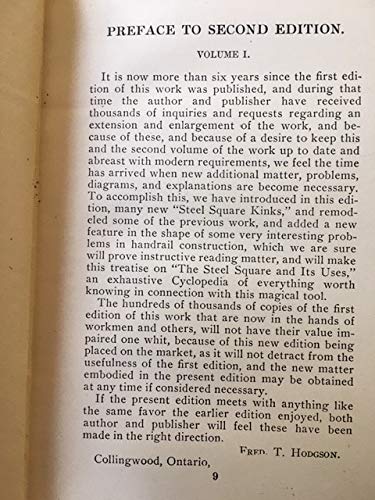 PREFACE TO SECOND EDITION.
VOLUME I.
It is now more than six years since the first edi-
tion of this work was published, and during that
time the author and publisher have received
thousands of inquiries and requests regarding an
extension and enlargement of the work, and be-
cause of these, and because of a desire to keep this
and the second volume of the work up to date and
abreast with modern requirements, we feel the time
has arrived when new additional matter, problems,
diagrams, and explanations are become necessary.
To accomplish this, we have introduced in this edi-
tion, many new "Steel Square Kinks," and remod-
eled some of the previous work, and added a new
feature in the shape of some very interesting prob-
lems in handrail construction, which we are sure
will prove instructive reading matter, and will make
this treatise on "The Steel Square and Its Uses,"
an exhaustive Cyclopedia of everything worth
knowing in connection with this magical tool.
The hundreds of thousands of copies of the first
edition of this work that are now in the hands of
workmen and others, will not have their value im-
paired one whit, because of this new edition being
placed on the market, as it will not detract from the
usefulness of the first edition, and the new matter
embodied in the present edition may be obtained
at any time if considered necessary.
If the present edition meets with anything like
the same favor the earlier edition enjoyed, both
author and publisher will feel these have been
made in the right direction.
FRED. T. HODGSON.
Collingwood, Ontario,
9